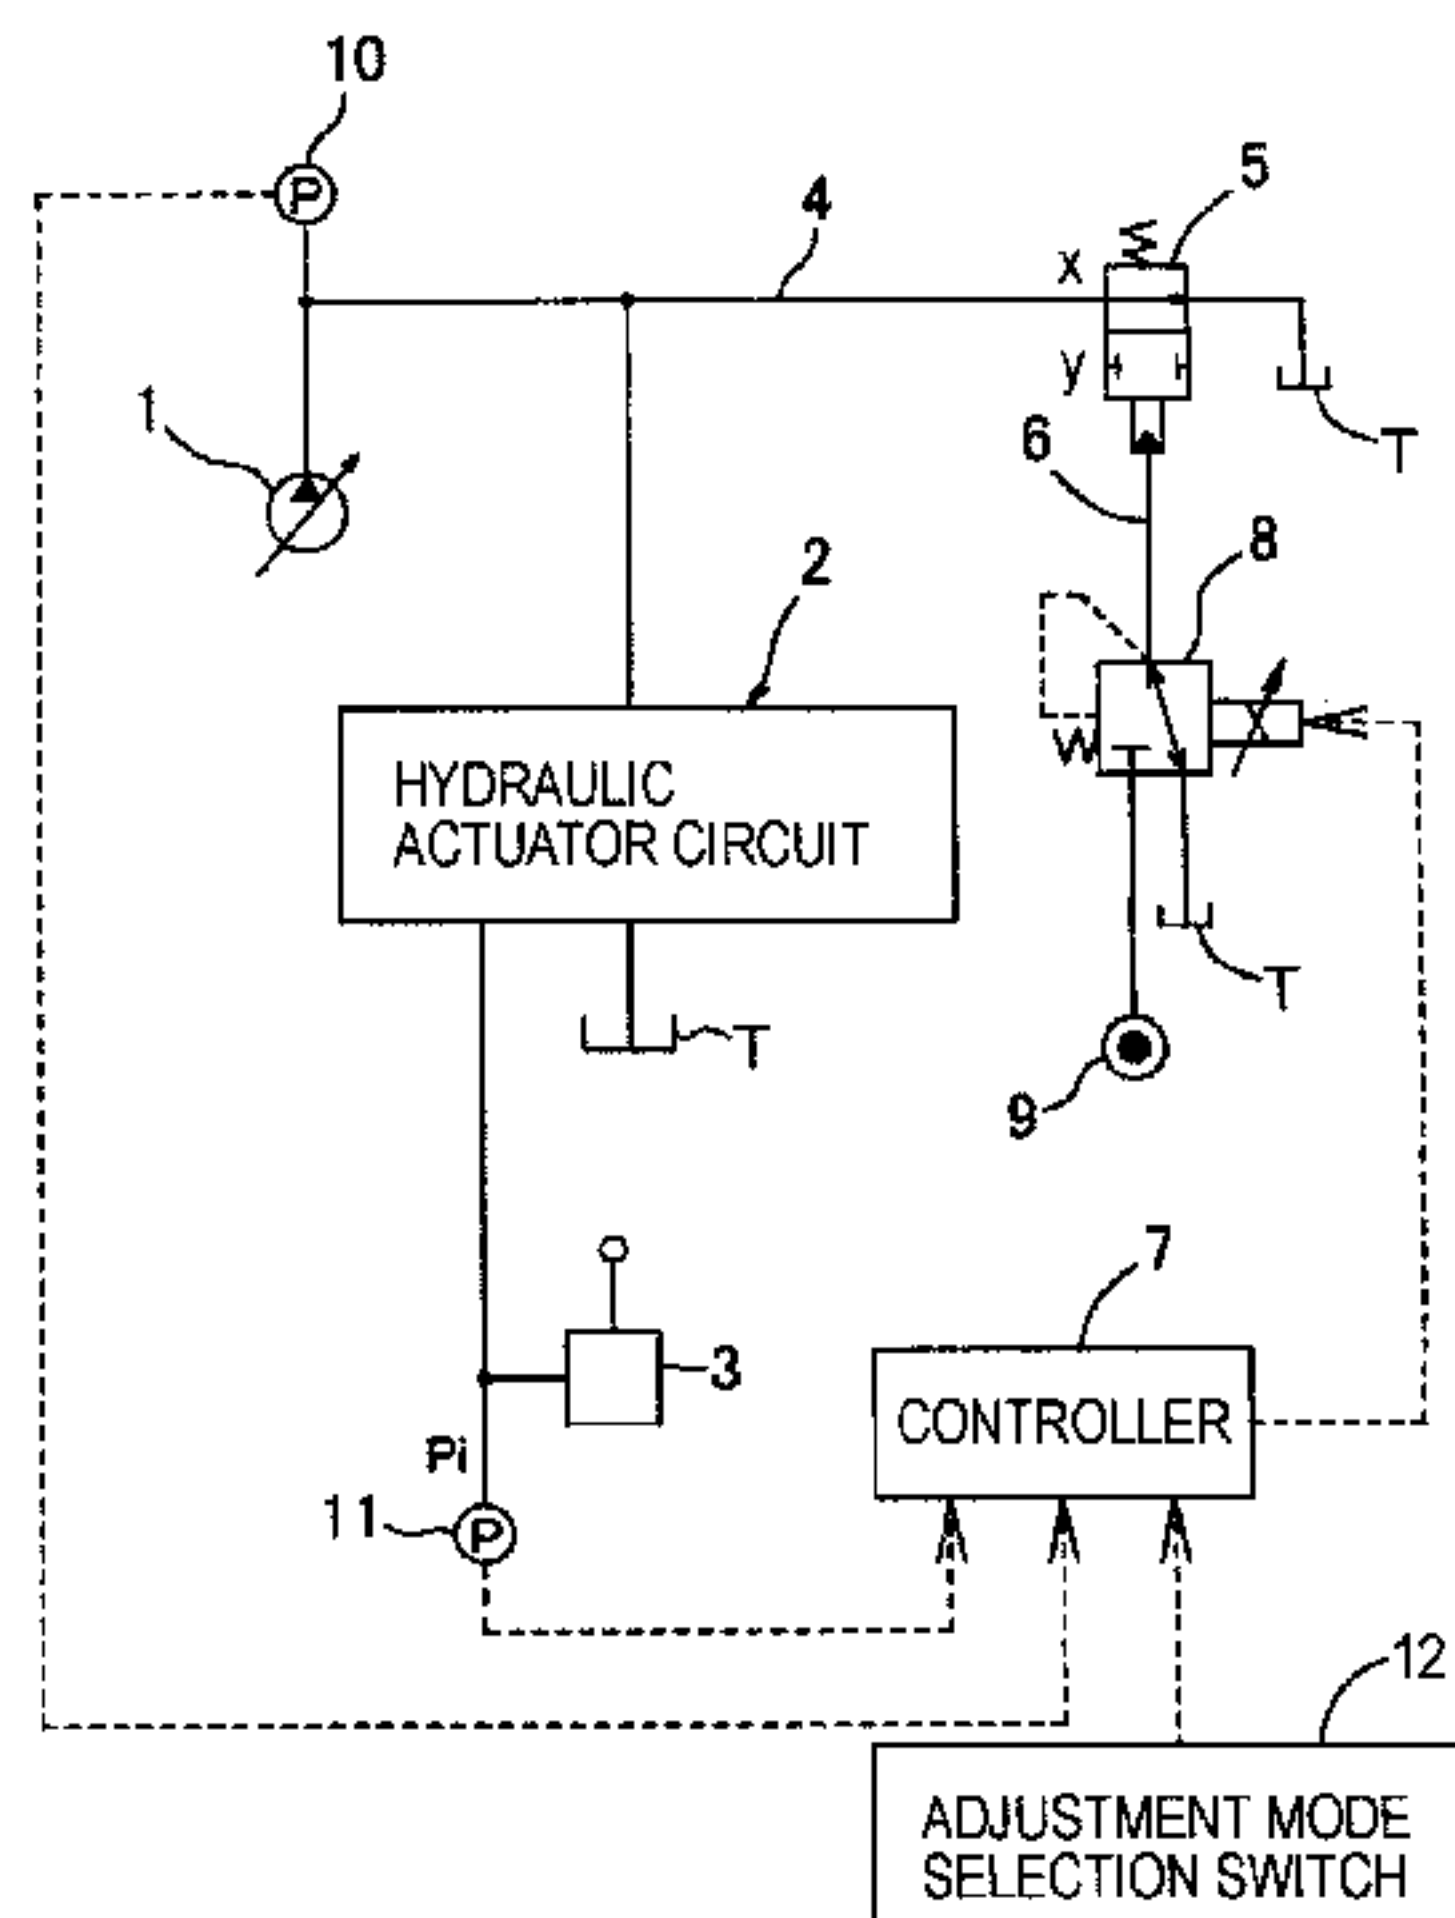 10
P
4
5
x
y
1
T
6
8
2
W
HYDRAULIC
ACTUATOR CIRCUIT
T
T
9
7
3
CONTROLLER
Pi
11
P
12
ADJUSTMENT MODE
SELECTION SWITCH